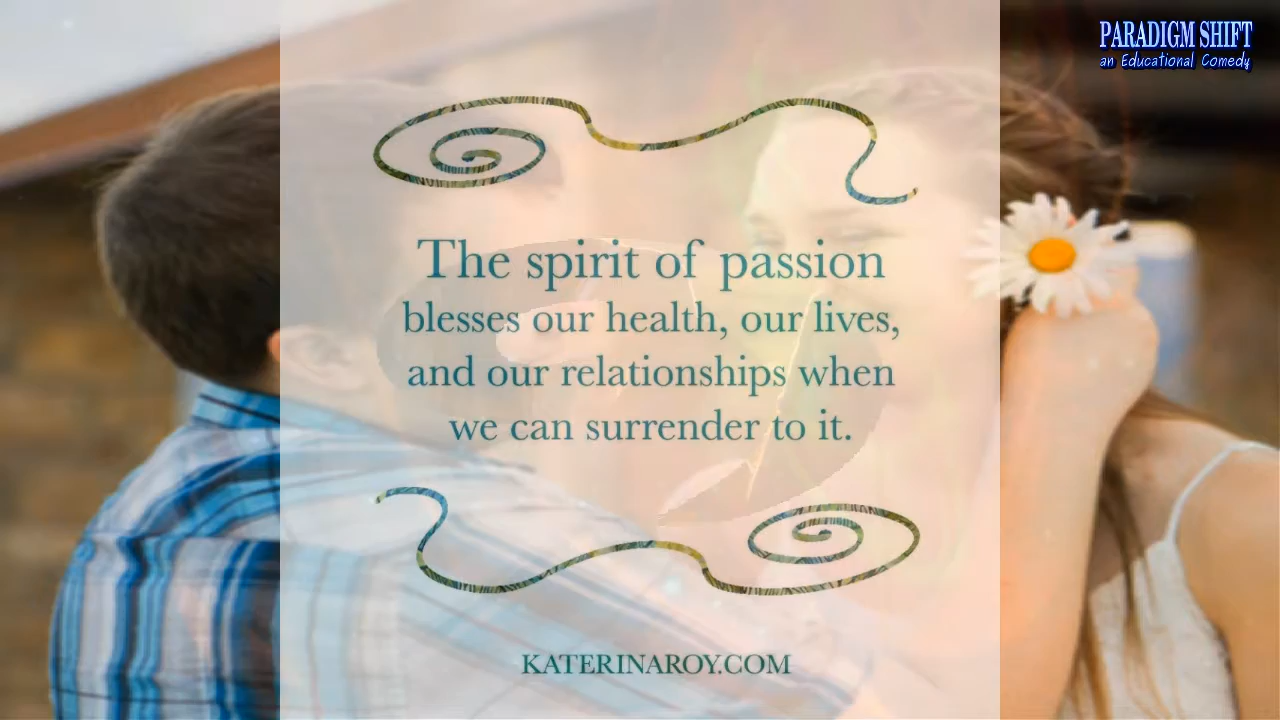 PARADIGM SHIFT
an Educational Comedy
The spirit of passion
blesses our health, our lives,
and our relationships when
we can surrender to it.
KATERINAROY.COM